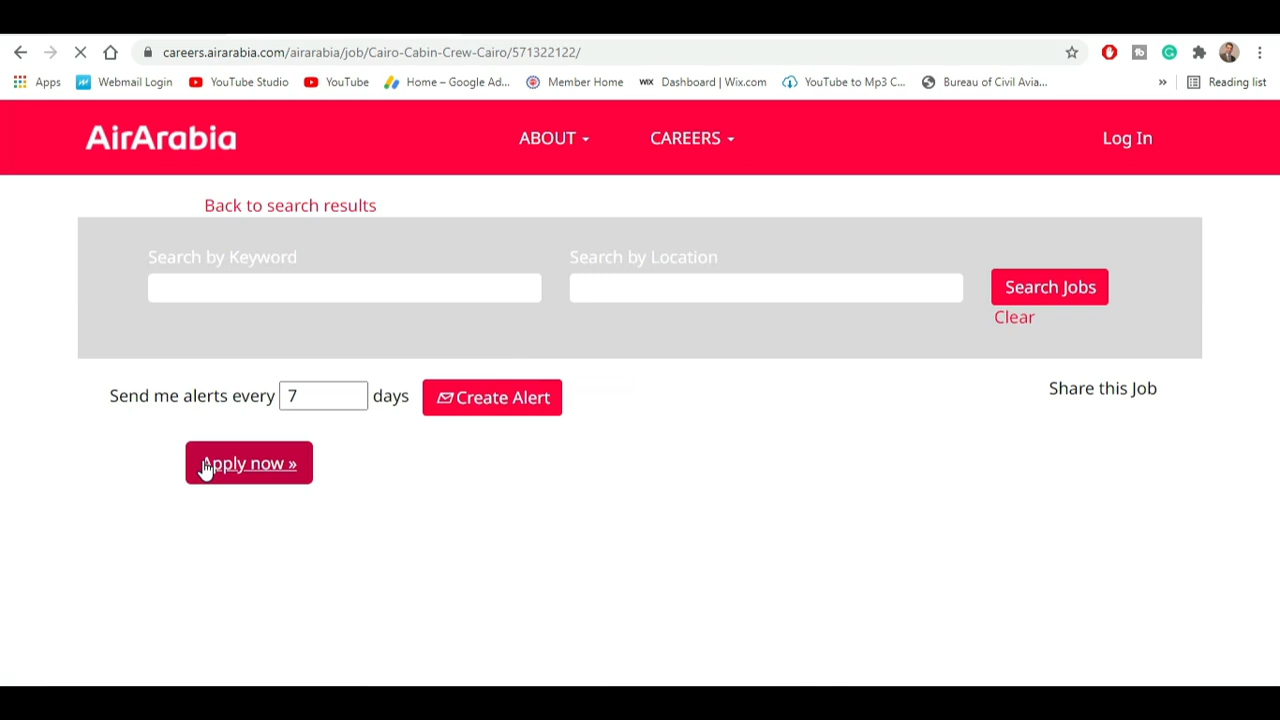 careers.airarabia.com/airarabia/job/Cairo-Cabin-Crew-Cairo/571322122/
Apps Webmail Login YouTube Studio YouTube Home – Google Ad... Member Home WIX Dashboard | Wix.com YouTube to Mp3 C... Bureau of Civil Avia... » Reading list
AirArabia ABOUT CAREERS Log In
Back to search results
Search by Keyword Search by Location
Search Jobs
Clear
Send me alerts every 7 days Create Alert Share this Job
Apply now »